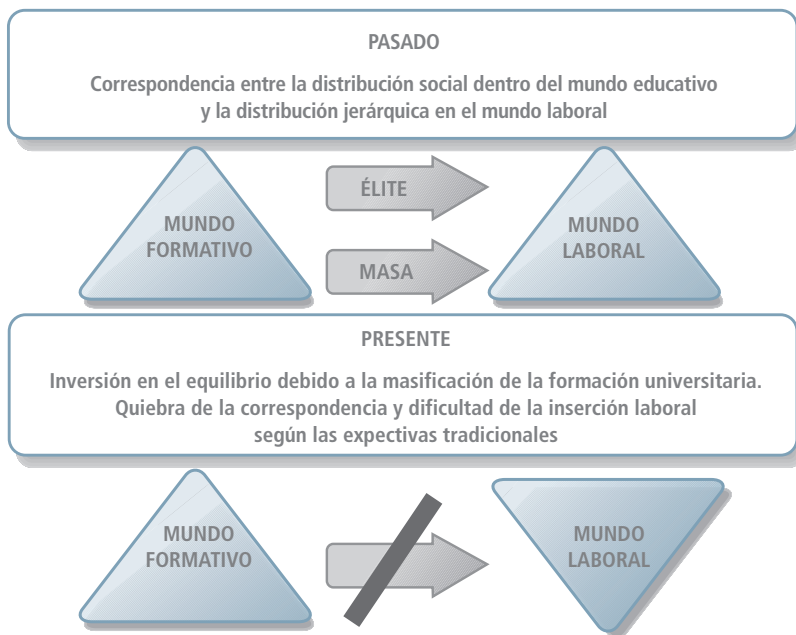 PASADO
Correspondencia entre la distribución social dentro del mundo educativo
y la distribución jerárquica en el mundo laboral
MUNDO
FORMATIVO
ÉLITE
MASA
MUNDO
LABORAL
PRESENTE
Inversión en el equilibrio debido a la masificación de la formación universitaria.
Quiebra de la correspondencia y dificultad de la inserción laboral
según las expectivas tradicionales
MUNDO
FORMATIVO
MUNDO
LABORAL